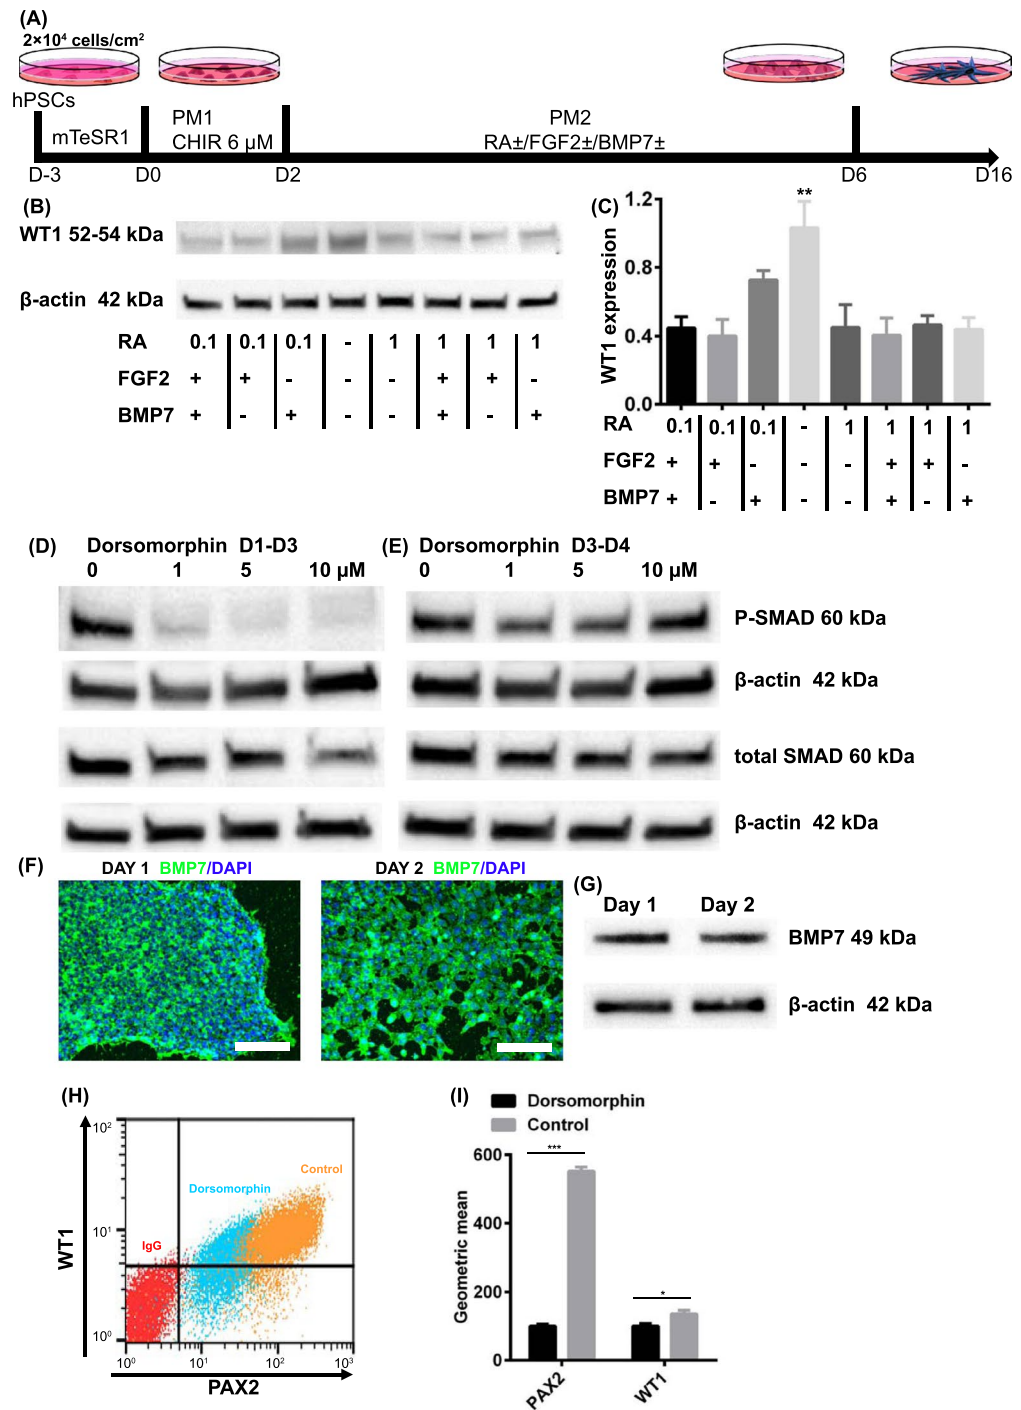 (A)
2×10⁴ cells/cm²
hPSCs
mTeSR1
PM1
CHIR 6 µM
PM2
RA±/FGF2±/BMP7±
D-3 D0 D2 D6 D16
(B)
WT1 52-54 kDa
β-actin 42 kDa
RA 0.1 0.1 0.1 - 1 1 1 1
FGF2 + + - - - + + -
BMP7 + - + - - + - +
(C)
WT1 expression
1.2
0.8
0.4
0.0
**
RA 0.1 0.1 0.1 - 1 1 1 1
FGF2 + + - - - + + -
BMP7 + - + - - + - +
(D) Dorsomorphin D1-D3
0 1 5 10 µM
(E) Dorsomorphin D3-D4
0 1 5 10 µM
P-SMAD 60 kDa
β-actin 42 kDa
total SMAD 60 kDa
β-actin 42 kDa
(F)
DAY 1 BMP7/DAPI
DAY 2 BMP7/DAPI
(G)
Day 1 Day 2
BMP7 49 kDa
β-actin 42 kDa
(H)
WT1
10²
10¹
10⁰
Control
Dorsomorphin
IgG
10⁰ 10¹ 10² 10³
PAX2
(I)
Dorsomorphin
Control
Geometric mean
600
400
200
0
***
*
PAX2 WT1